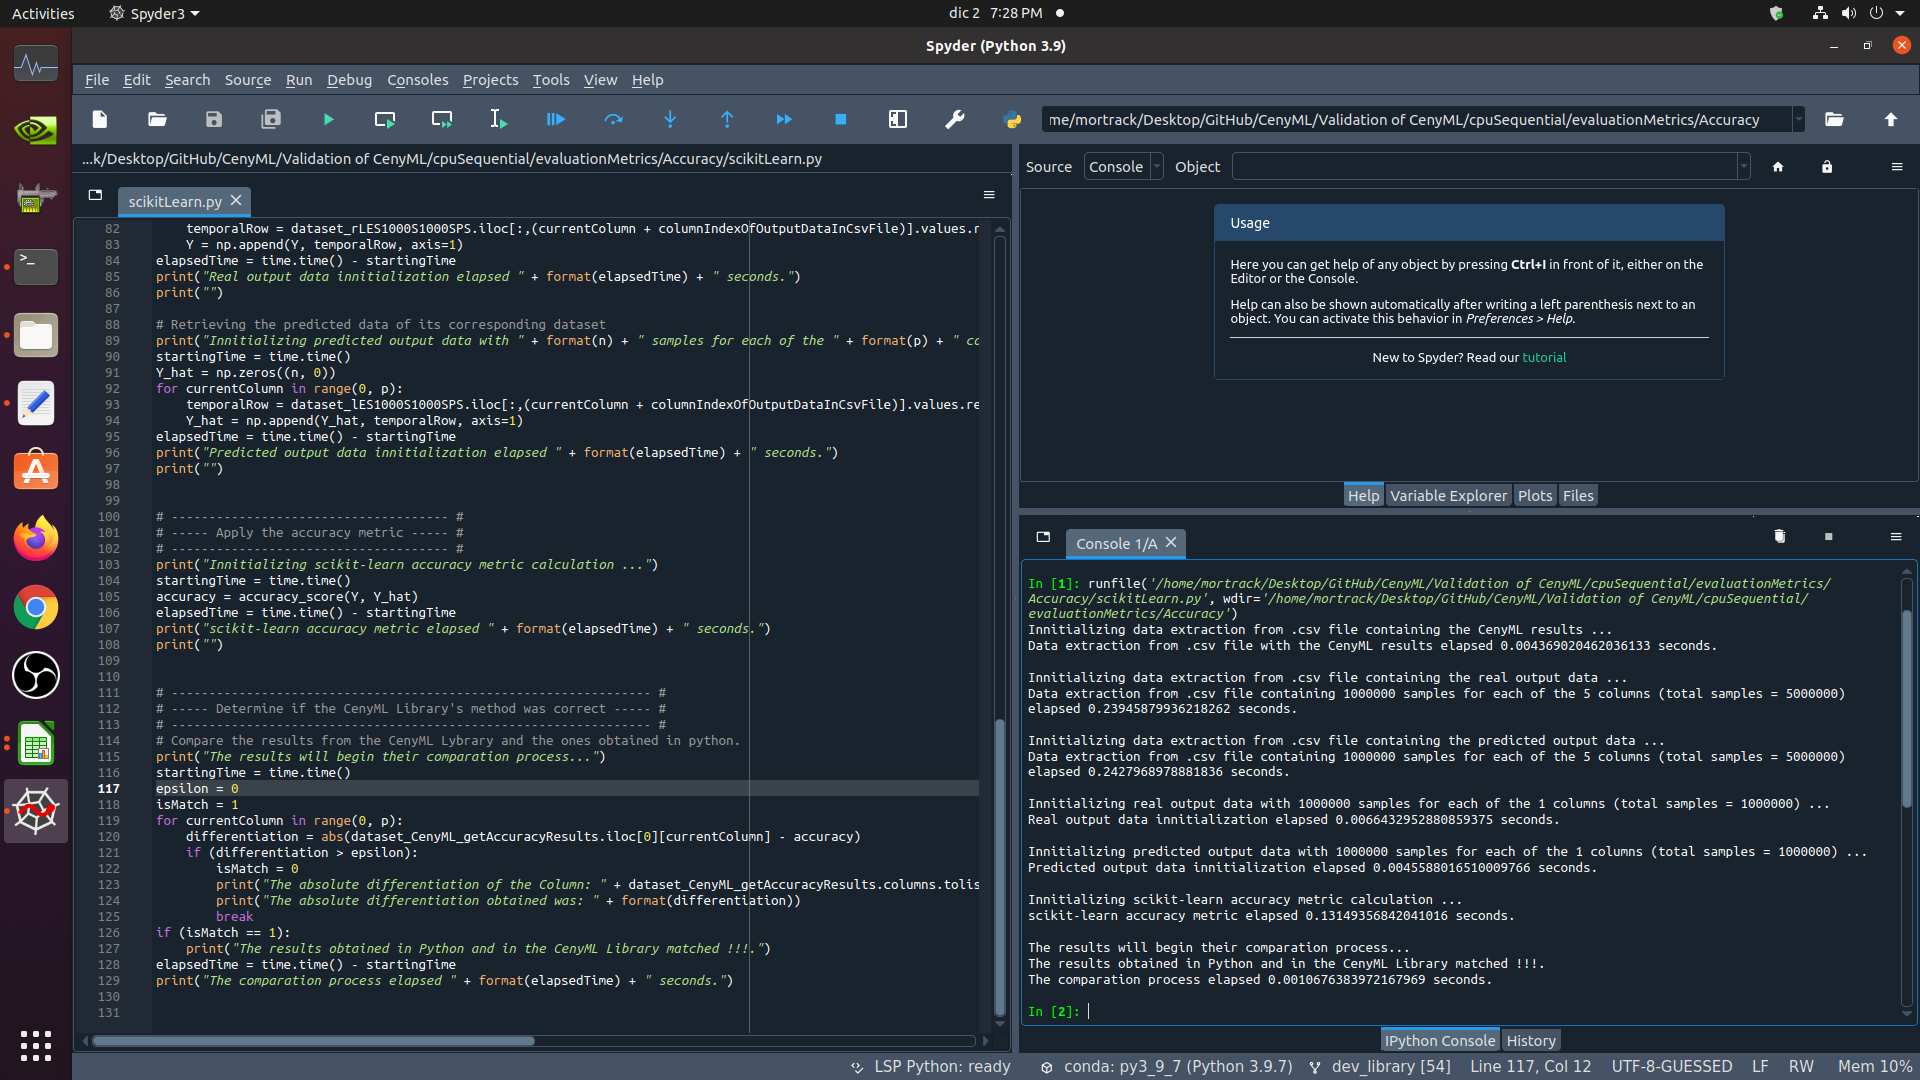 Activities
Spyder3
dic 2 7:28 PM
Spyder (Python 3.9)
File Edit Search Source Run Debug Consoles Projects Tools View Help
me/mortrack/Desktop/GitHub/CenyML/Validation of CenyML/cpuSequential/evaluationMetrics/Accuracy
...k/Desktop/GitHub/CenyML/Validation of CenyML/cpuSequential/evaluationMetrics/Accuracy/scikitLearn.py
scikitLearn.py
82 temporalRow = dataset_rLES1000S1000SPS.iloc[:,(currentColumn + columnIndexOfOutputDataInCsvFile)].values.r
83 Y = np.append(Y, temporalRow, axis=1)
84 elapsedTime = time.time() - startingTime
85 print("Real output data innitialization elapsed " + format(elapsedTime) + " seconds.")
86 print("")
87
88 # Retrieving the predicted data of its corresponding dataset
89 print("Innitializing predicted output data with " + format(n) + " samples for each of the " + format(p) + " co
90 startingTime = time.time()
91 Y_hat = np.zeros((n, 0))
92 for currentColumn in range(0, p):
93 temporalRow = dataset_lES1000S1000SPS.iloc[:,(currentColumn + columnIndexOfOutputDataInCsvFile)].values.re
94 Y_hat = np.append(Y_hat, temporalRow, axis=1)
95 elapsedTime = time.time() - startingTime
96 print("Predicted output data innitialization elapsed " + format(elapsedTime) + " seconds.")
97 print("")
98
99
100 # ------------------------------------- #
101 # ----- Apply the accuracy metric ----- #
102 # ------------------------------------- #
103 print("Innitializing scikit-learn accuracy metric calculation ...")
104 startingTime = time.time()
105 accuracy = accuracy_score(Y, Y_hat)
106 elapsedTime = time.time() - startingTime
107 print("scikit-learn accuracy metric elapsed " + format(elapsedTime) + " seconds.")
108 print("")
109
110
111 # ---------------------------------------------------------------- #
112 # ----- Determine if the CenyML Library's method was correct ----- #
113 # ---------------------------------------------------------------- #
114 # Compare the results from the CenyML Lybrary and the ones obtained in python.
115 print("The results will begin their comparation process...")
116 startingTime = time.time()
117 epsilon = 0
118 isMatch = 1
119 for currentColumn in range(0, p):
120 differentiation = abs(dataset_CenyML_getAccuracyResults.iloc[0][currentColumn] - accuracy)
121 if (differentiation > epsilon):
122 isMatch = 0
123 print("The absolute differentiation of the Column: " + dataset_CenyML_getAccuracyResults.columns.tolis
124 print("The absolute differentiation obtained was: " + format(differentiation))
125 break
126 if (isMatch == 1):
127 print("The results obtained in Python and in the CenyML Library matched !!!.")
128 elapsedTime = time.time() - startingTime
129 print("The comparation process elapsed " + format(elapsedTime) + " seconds.")
130
131
Source Console Object
Usage
Here you can get help of any object by pressing Ctrl+I in front of it, either on the
Editor or the Console.
Help can also be shown automatically after writing a left parenthesis next to an
object. You can activate this behavior in Preferences > Help.
New to Spyder? Read our tutorial
Help Variable Explorer Plots Files
Console 1/A
In [1]: runfile('/home/mortrack/Desktop/GitHub/CenyML/Validation of CenyML/cpuSequential/evaluationMetrics/
Accuracy/scikitLearn.py', wdir='/home/mortrack/Desktop/GitHub/CenyML/Validation of CenyML/cpuSequential/
evaluationMetrics/Accuracy')
Innitializing data extraction from .csv file containing the CenyML results ...
Data extraction from .csv file with the CenyML results elapsed 0.004369020462036133 seconds.
Innitializing data extraction from .csv file containing the real output data ...
Data extraction from .csv file containing 1000000 samples for each of the 5 columns (total samples = 5000000)
elapsed 0.23945879936218262 seconds.
Innitializing data extraction from .csv file containing the predicted output data ...
Data extraction from .csv file containing 1000000 samples for each of the 5 columns (total samples = 5000000)
elapsed 0.2427968978881836 seconds.
Innitializing real output data with 1000000 samples for each of the 1 columns (total samples = 1000000) ...
Real output data innitialization elapsed 0.0066432952880859375 seconds.
Innitializing predicted output data with 1000000 samples for each of the 1 columns (total samples = 1000000) ...
Predicted output data innitialization elapsed 0.0045588016510009766 seconds.
Innitializing scikit-learn accuracy metric calculation ...
scikit-learn accuracy metric elapsed 0.13149356842041016 seconds.
The results will begin their comparation process...
The results obtained in Python and in the CenyML Library matched !!!.
The comparation process elapsed 0.0010676383972167969 seconds.
In [2]:
IPython Console History
LSP Python: ready conda: py3_9_7 (Python 3.9.7) dev_library [54] Line 117, Col 12 UTF-8-GUESSED LF RW Mem 10%